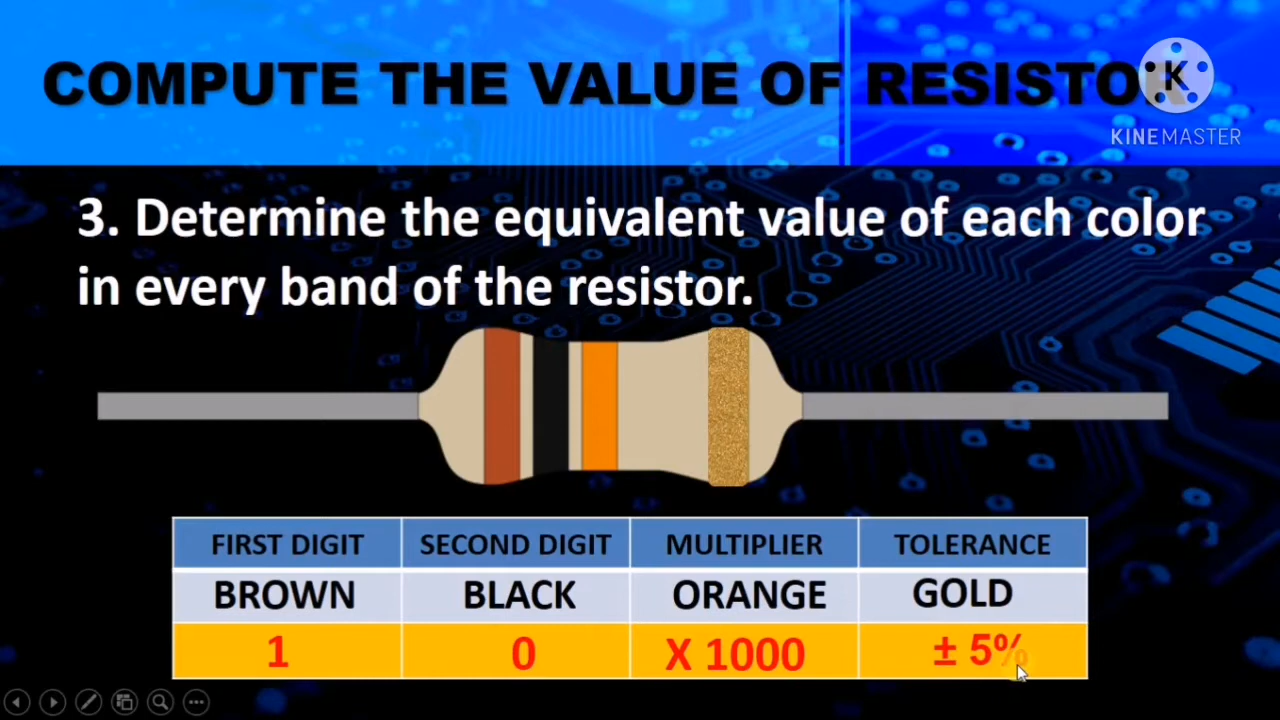 COMPUTE THE VALUE OF RESISTOR
K
KINEMASTER
3. Determine the equivalent value of each color
in every band of the resistor.
FIRST DIGIT SECOND DIGIT MULTIPLIER TOLERANCE
BROWN BLACK ORANGE GOLD
1 0 X 1000 ± 5%